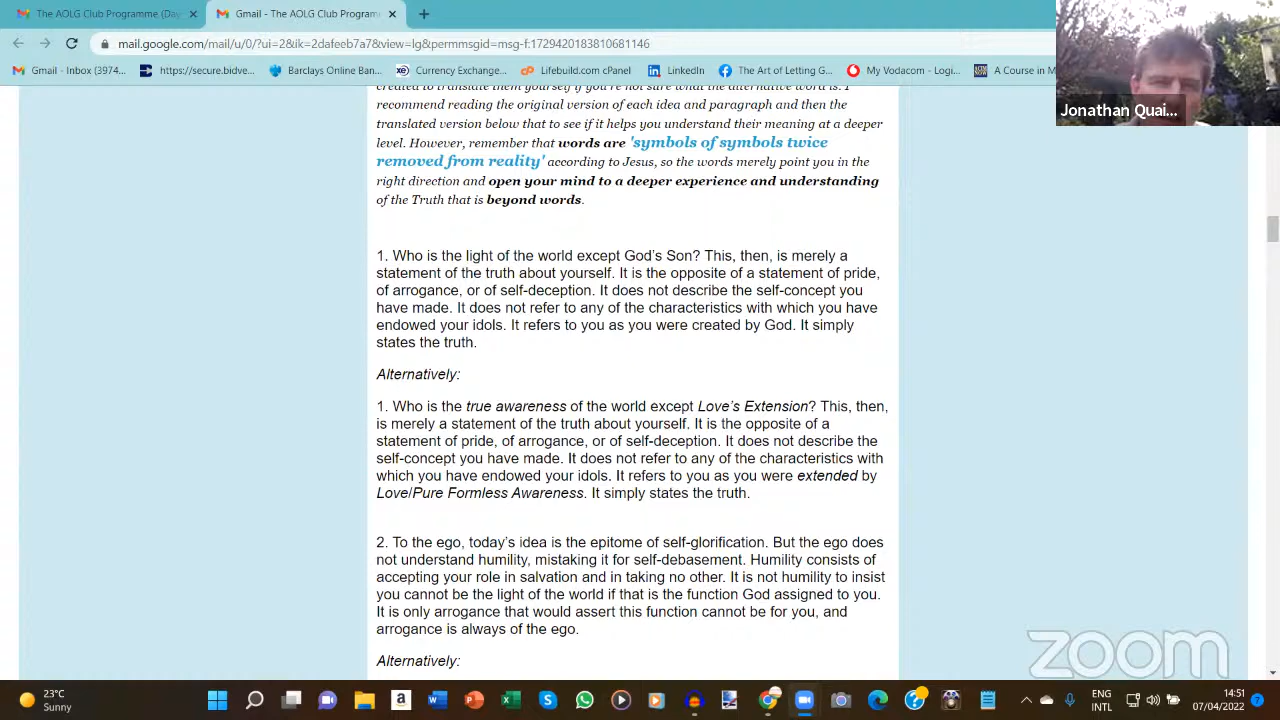 The AOLG Club Programme (Day
Gmail - The AOLG Club Program
mail.google.com/mail/u/0/?ui=2&ik=2dafeeb7a78&view=lg&permmsgid=msg-f:1729420183810681146
Gmail - Inbox (3974...
https://secure.bidve...
Barclays Online Ban...
Currency Exchange...
Lifebuild.com cPanel
LinkedIn
The Art of Letting G...
My Vodacom - Logi...
A Course in M
Jonathan Quai...
created to translate them yourself if you're not sure what the alternative word is. I
recommend reading the original version of each idea and paragraph and then the
translated version below that to see if it helps you understand their meaning at a deeper
level. However, remember that words are 'symbols of symbols twice
removed from reality' according to Jesus, so the words merely point you in the
right direction and open your mind to a deeper experience and understanding
of the Truth that is beyond words.
1. Who is the light of the world except God's Son? This, then, is merely a
statement of the truth about yourself. It is the opposite of a statement of pride,
of arrogance, or of self-deception. It does not describe the self-concept you
have made. It does not refer to any of the characteristics with which you have
endowed your idols. It refers to you as you were created by God. It simply
states the truth.
Alternatively:
1. Who is the true awareness of the world except Love's Extension? This, then,
is merely a statement of the truth about yourself. It is the opposite of a
statement of pride, of arrogance, or of self-deception. It does not describe the
self-concept you have made. It does not refer to any of the characteristics with
which you have endowed your idols. It refers to you as you were extended by
Love/Pure Formless Awareness. It simply states the truth.
2. To the ego, today's idea is the epitome of self-glorification. But the ego does
not understand humility, mistaking it for self-debasement. Humility consists of
accepting your role in salvation and in taking no other. It is not humility to insist
you cannot be the light of the world if that is the function God assigned to you.
It is only arrogance that would assert this function cannot be for you, and
arrogance is always of the ego.
Alternatively:
zoom
23°C
Sunny
ENG
INTL
14:51
07/04/2022